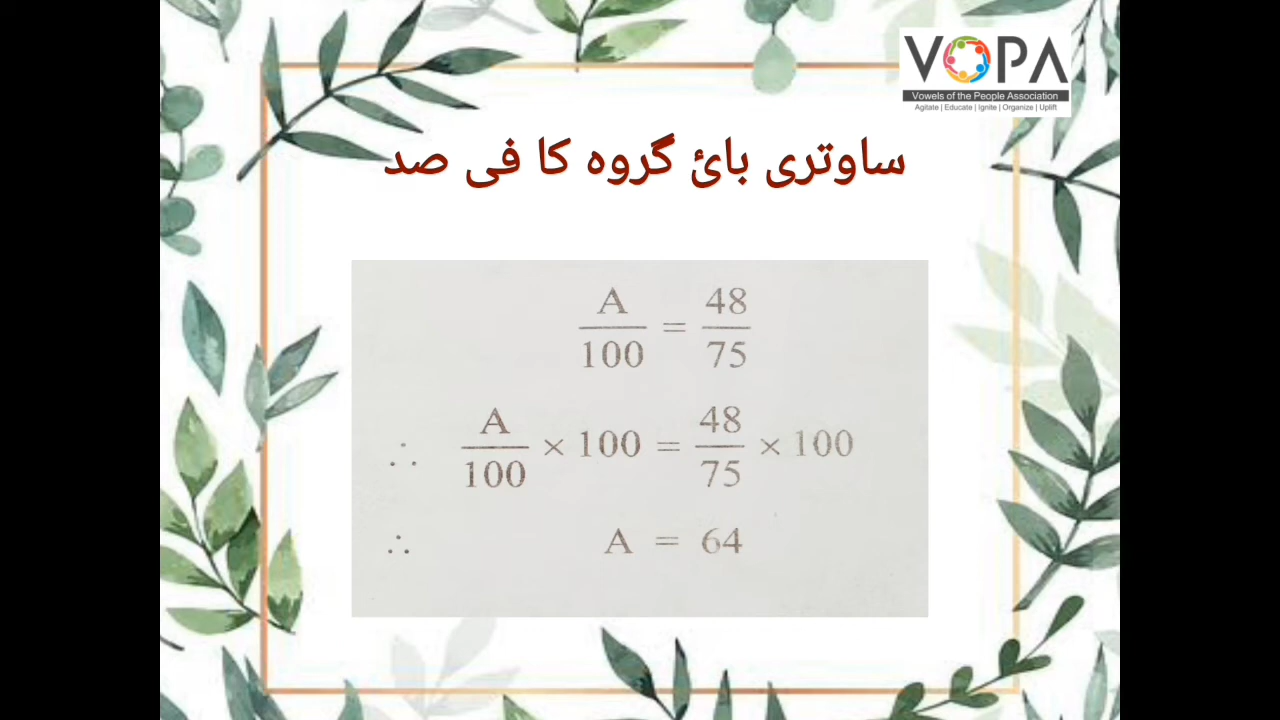 VOPA
Vowels of the People Association
Agitate | Educate | Ignite | Organize | Uplift
ساوتری بائ گروہ کا فی صد
A/100 = 48/75
∴ A/100 × 100 = 48/75 × 100
∴ A = 64